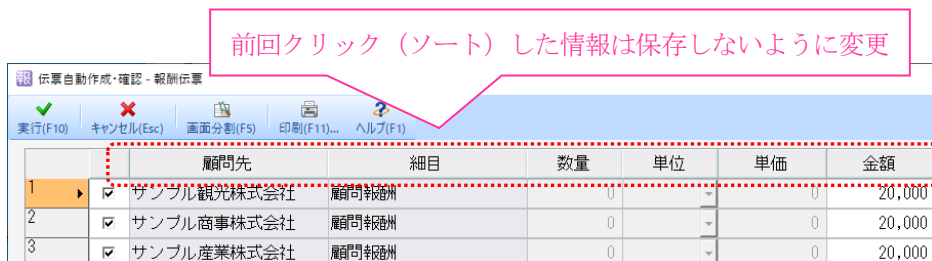 前回クリック（ソート）した情報は保存しないように変更
報 伝票自動作成・確認 - 報酬伝票
実行(F10) キャンセル(Esc) 画面分割(F5) 印刷(F11)... ヘルプ(F1)
顧問先 細目 数量 単位 単価 金額
1 サンプル観光株式会社 顧問報酬 0 0 20,000
2 サンプル商事株式会社 顧問報酬 0 0 20,000
3 サンプル産業株式会社 顧問報酬 0 0 20,000